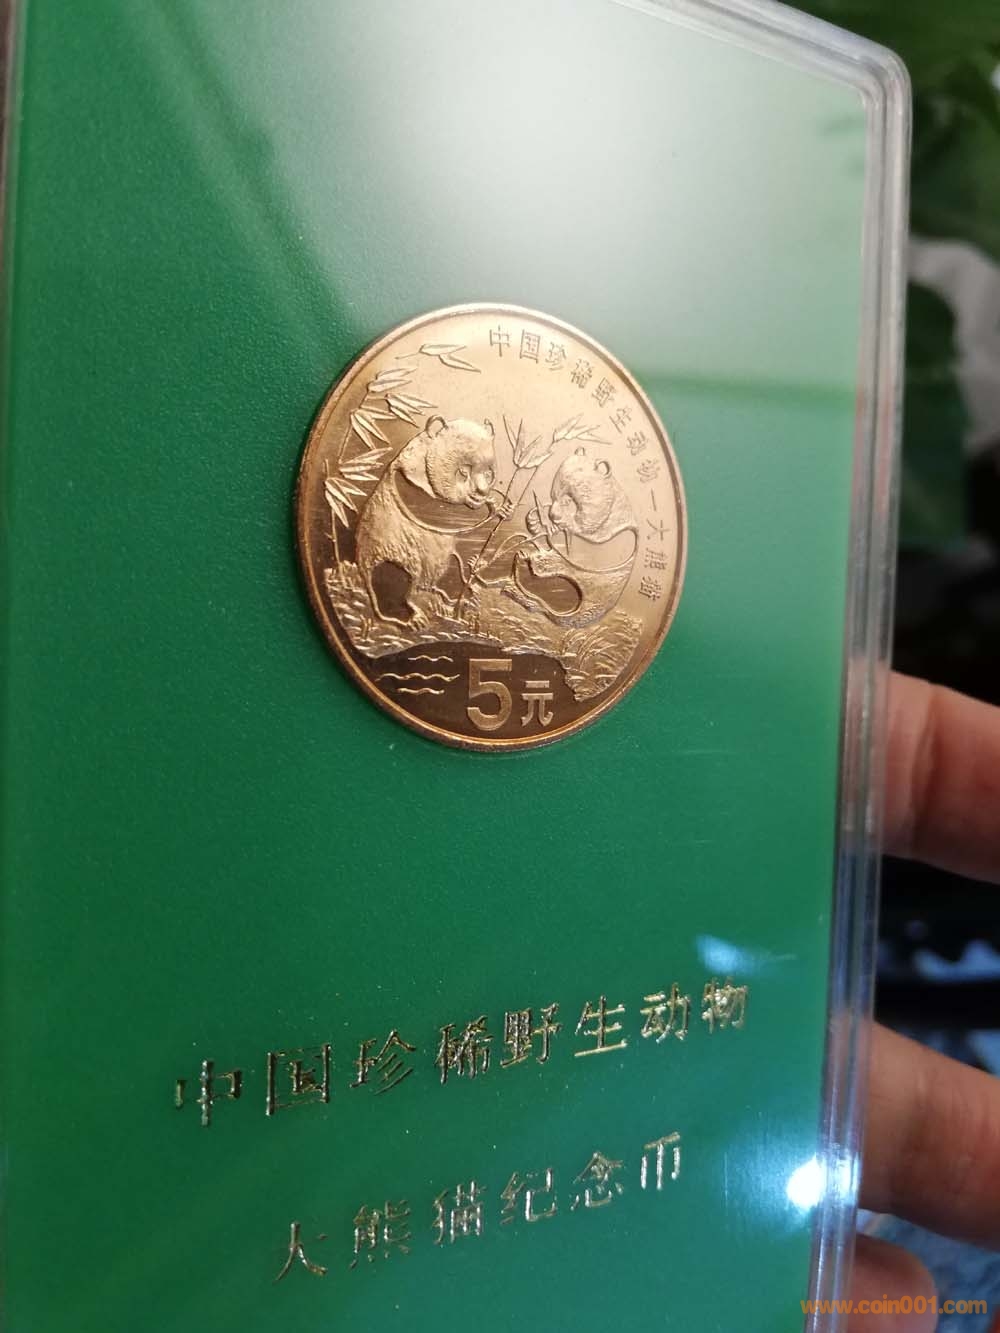 中国珍稀野生动物—大熊猫
5元
中国珍稀野生动物
大熊猫纪念币
www.coin001.com